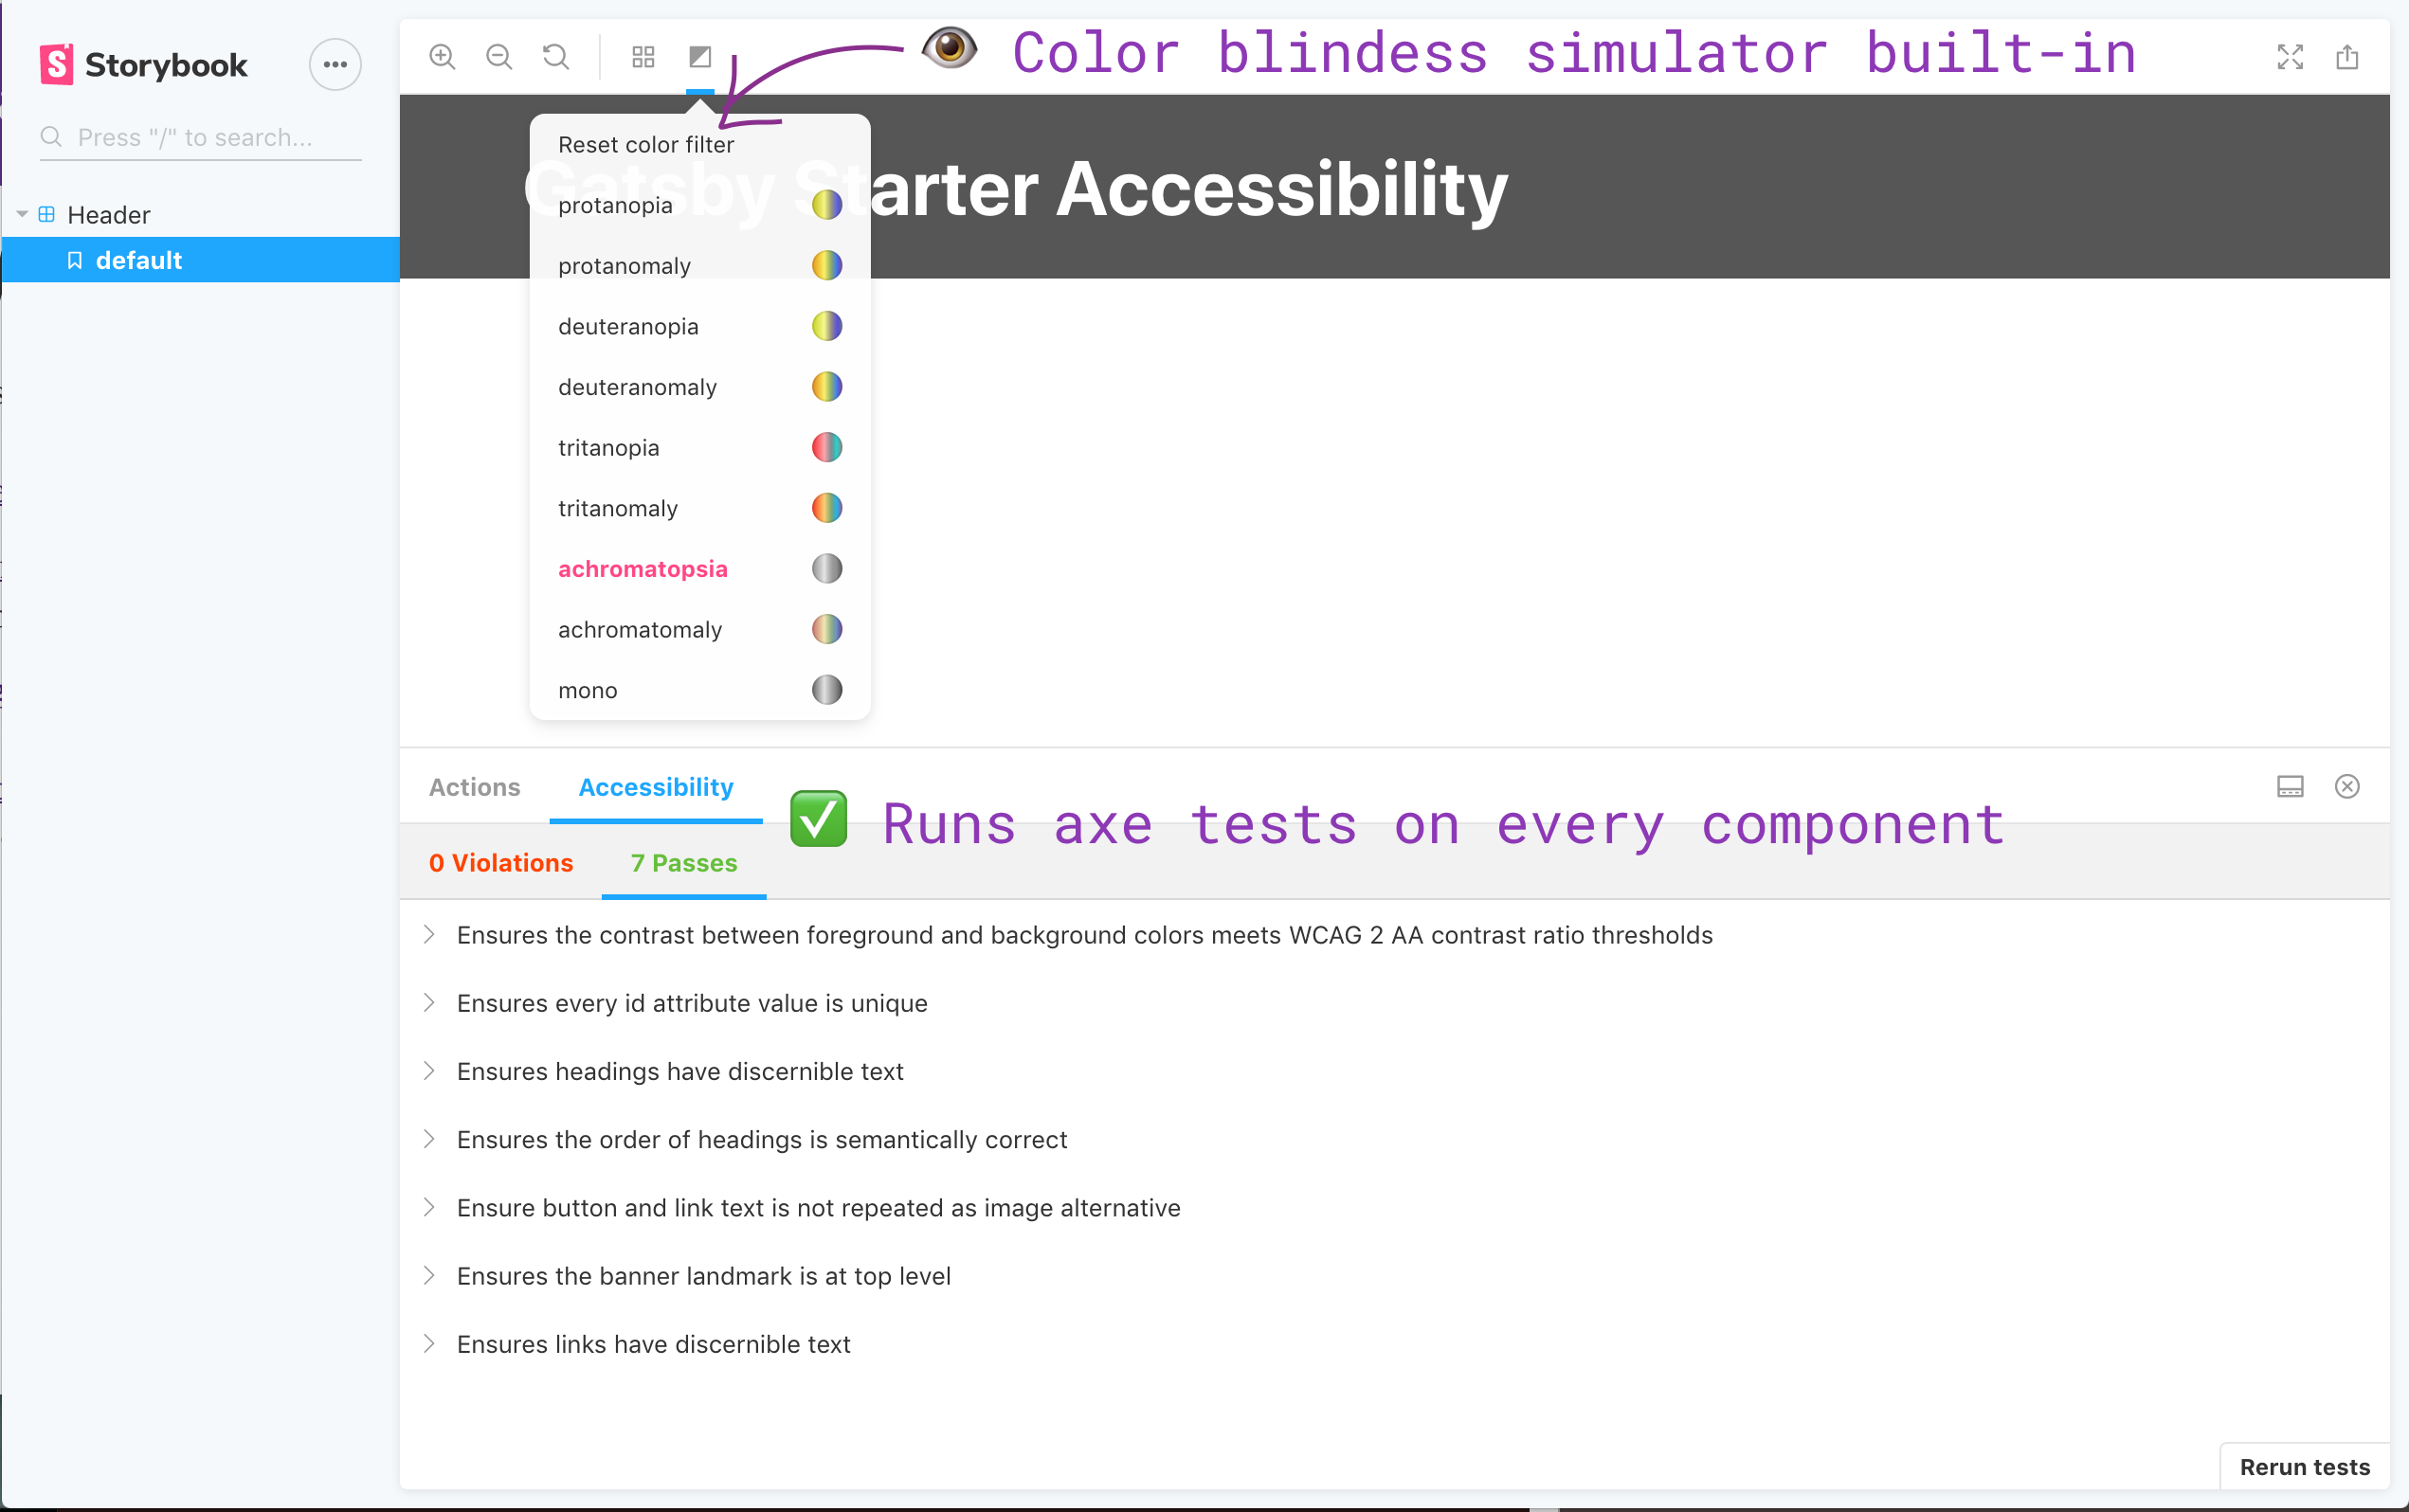 Storybook
Color blindess simulator built-in
Press "/" to search...
Header
default
Gatsby Starter Accessibility
Reset color filter
protanopia
protanomaly
deuteranopia
deuteranomaly
tritanopia
tritanomaly
achromatopsia
achromatomaly
mono
Actions Accessibility
Runs axe tests on every component
0 Violations 7 Passes
Ensures the contrast between foreground and background colors meets WCAG 2 AA contrast ratio thresholds
Ensures every id attribute value is unique
Ensures headings have discernible text
Ensures the order of headings is semantically correct
Ensure button and link text is not repeated as image alternative
Ensures the banner landmark is at top level
Ensures links have discernible text
Rerun tests